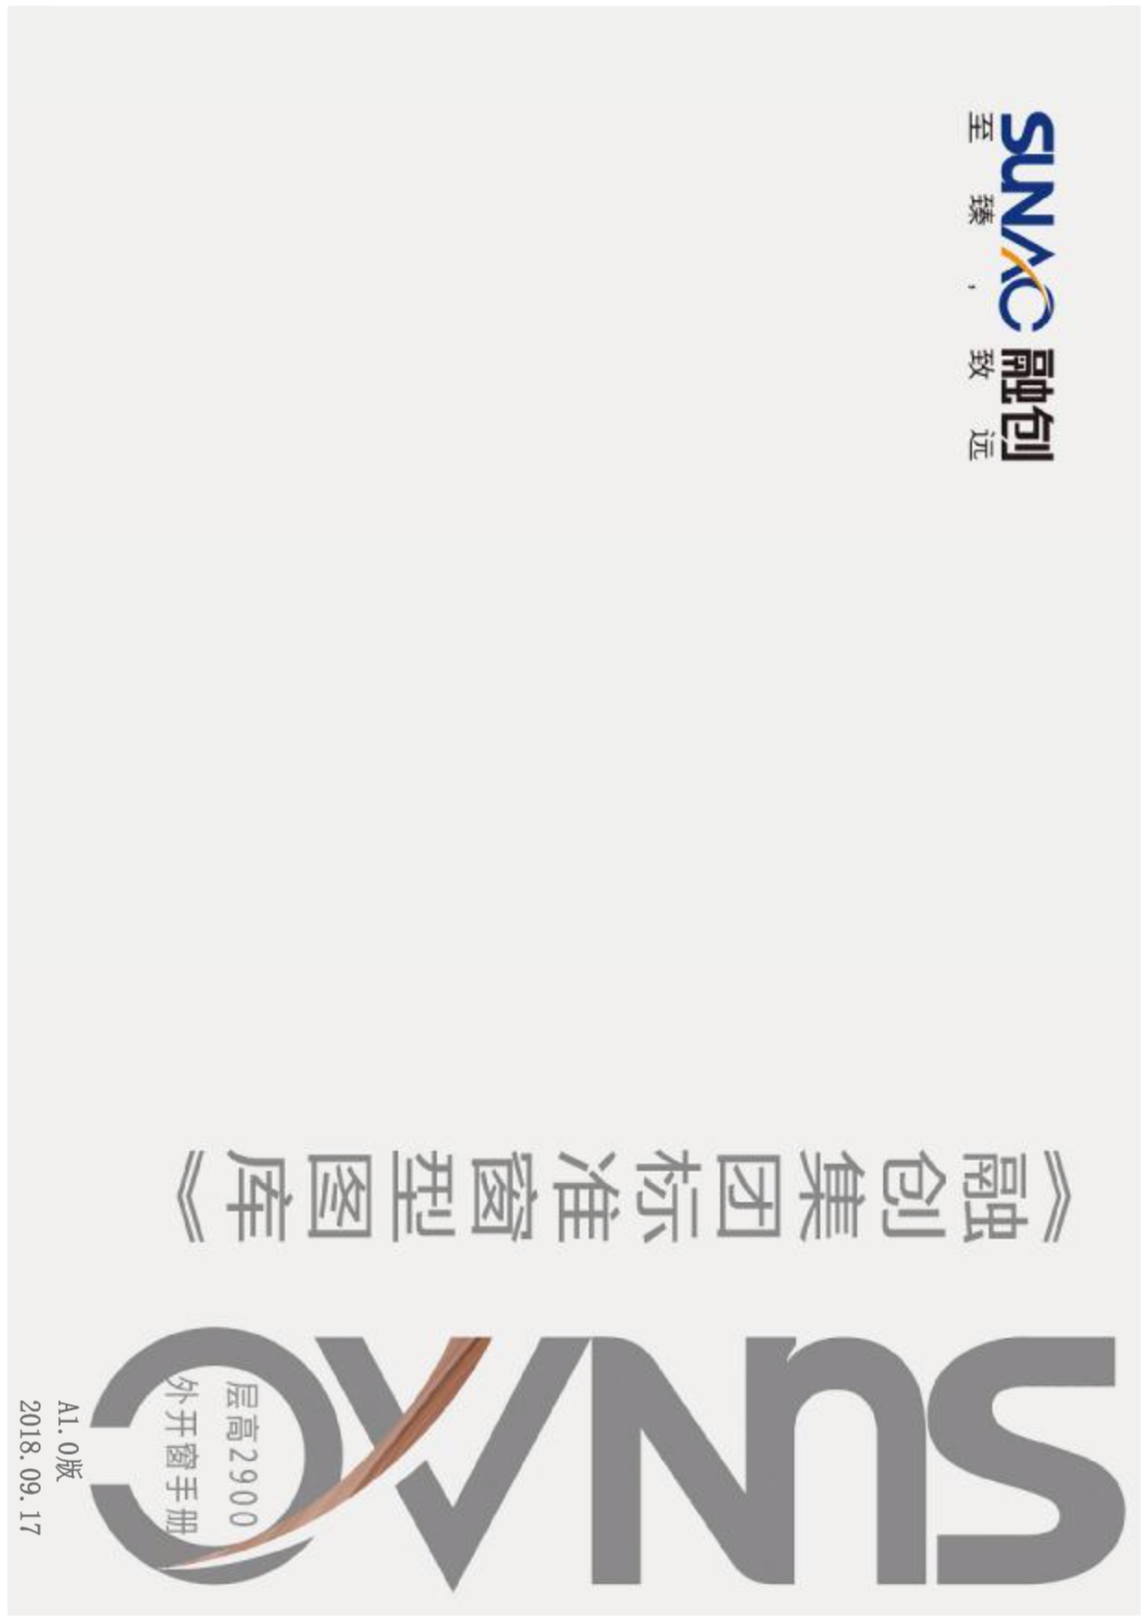 SUNAC 融创
至臻，致远
《融创集团标准窗型图库》
SUNAC
层高2900
外开窗手册
A1.0版
2018.09.17